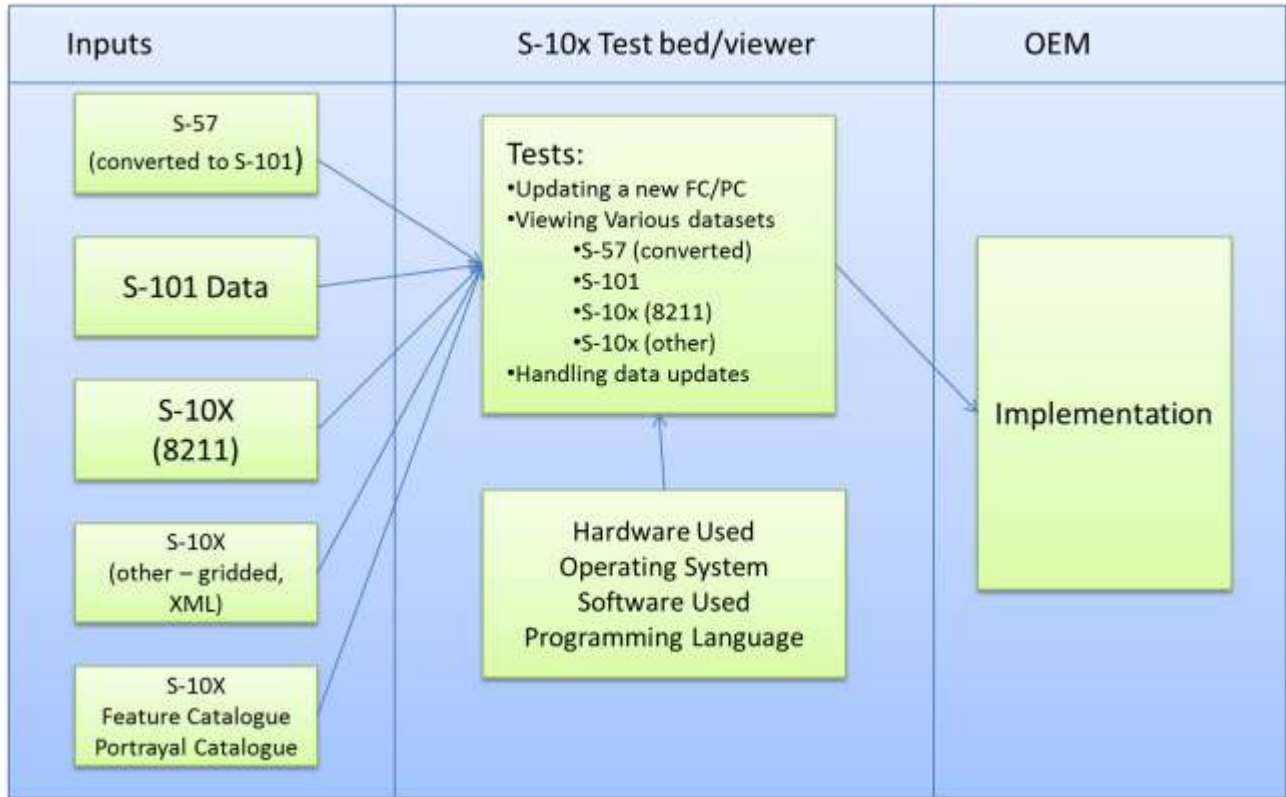 Inputs
S-10x Test bed/viewer
OEM
S-57
(converted to S-101)
S-101 Data
S-10X
(8211)
S-10X
(other – gridded,
XML)
S-10X
Feature Catalogue
Portrayal Catalogue
Tests:
•Updating a new FC/PC
•Viewing Various datasets
•S-57 (converted)
•S-101
•S-10x (8211)
•S-10x (other)
•Handling data updates
Hardware Used
Operating System
Software Used
Programming Language
Implementation